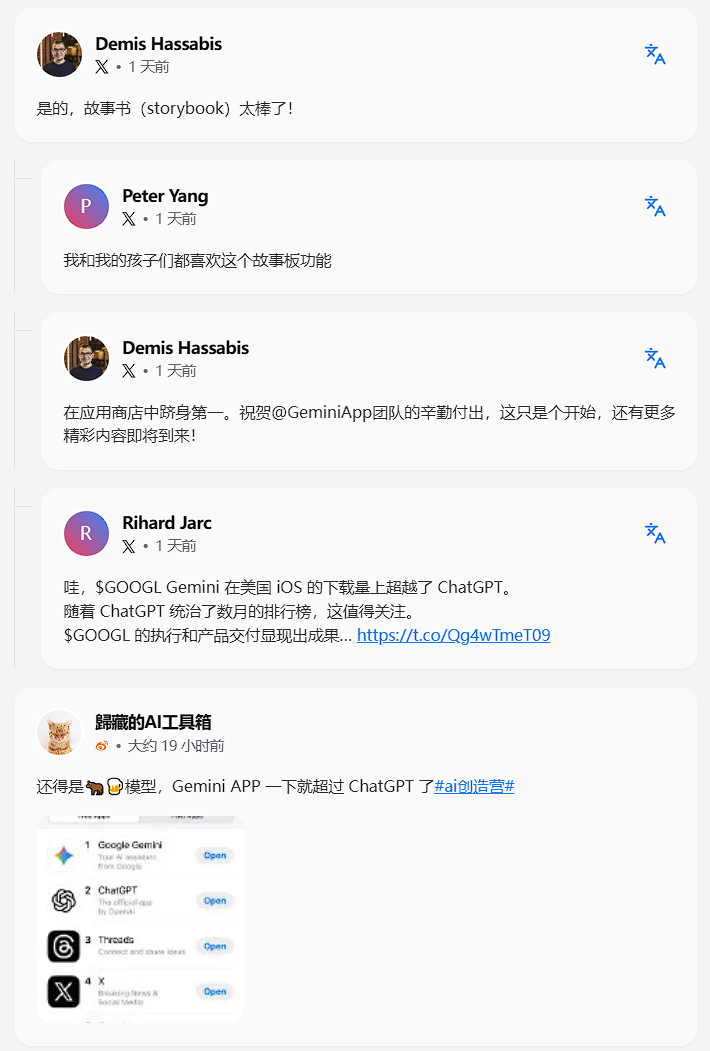 Demis Hassabis
X • 1 天前
是的，故事书（storybook）太棒了！
P
Peter Yang
X • 1 天前
我和我的孩子们都喜欢这个故事板功能
Demis Hassabis
X • 1 天前
在应用商店中跻身第一。祝贺@GeminiApp团队的辛勤付出，这只是个开始，还有更多
精彩内容即将到来！
R
Rihard Jarc
X • 1 天前
哇，$GOOGL Gemini 在美国 iOS 的下载量上超越了 ChatGPT。
随着 ChatGPT 统治了数月的排行榜，这值得关注。
$GOOGL 的执行和产品交付显现出成果... https://t.co/Qg4wTmeT09
歸藏的AI工具箱
• 大约 19 小时前
还得是🐂🍺模型，Gemini APP 一下就超过 ChatGPT 了#ai创造营#
1 Google Gemini
Your AI assistant
from Google
Open
2 ChatGPT
The official app
by OpenAI
Open
3 Threads
Connect and share ideas
Open
4 X
Breaking News &
Social Media
Open